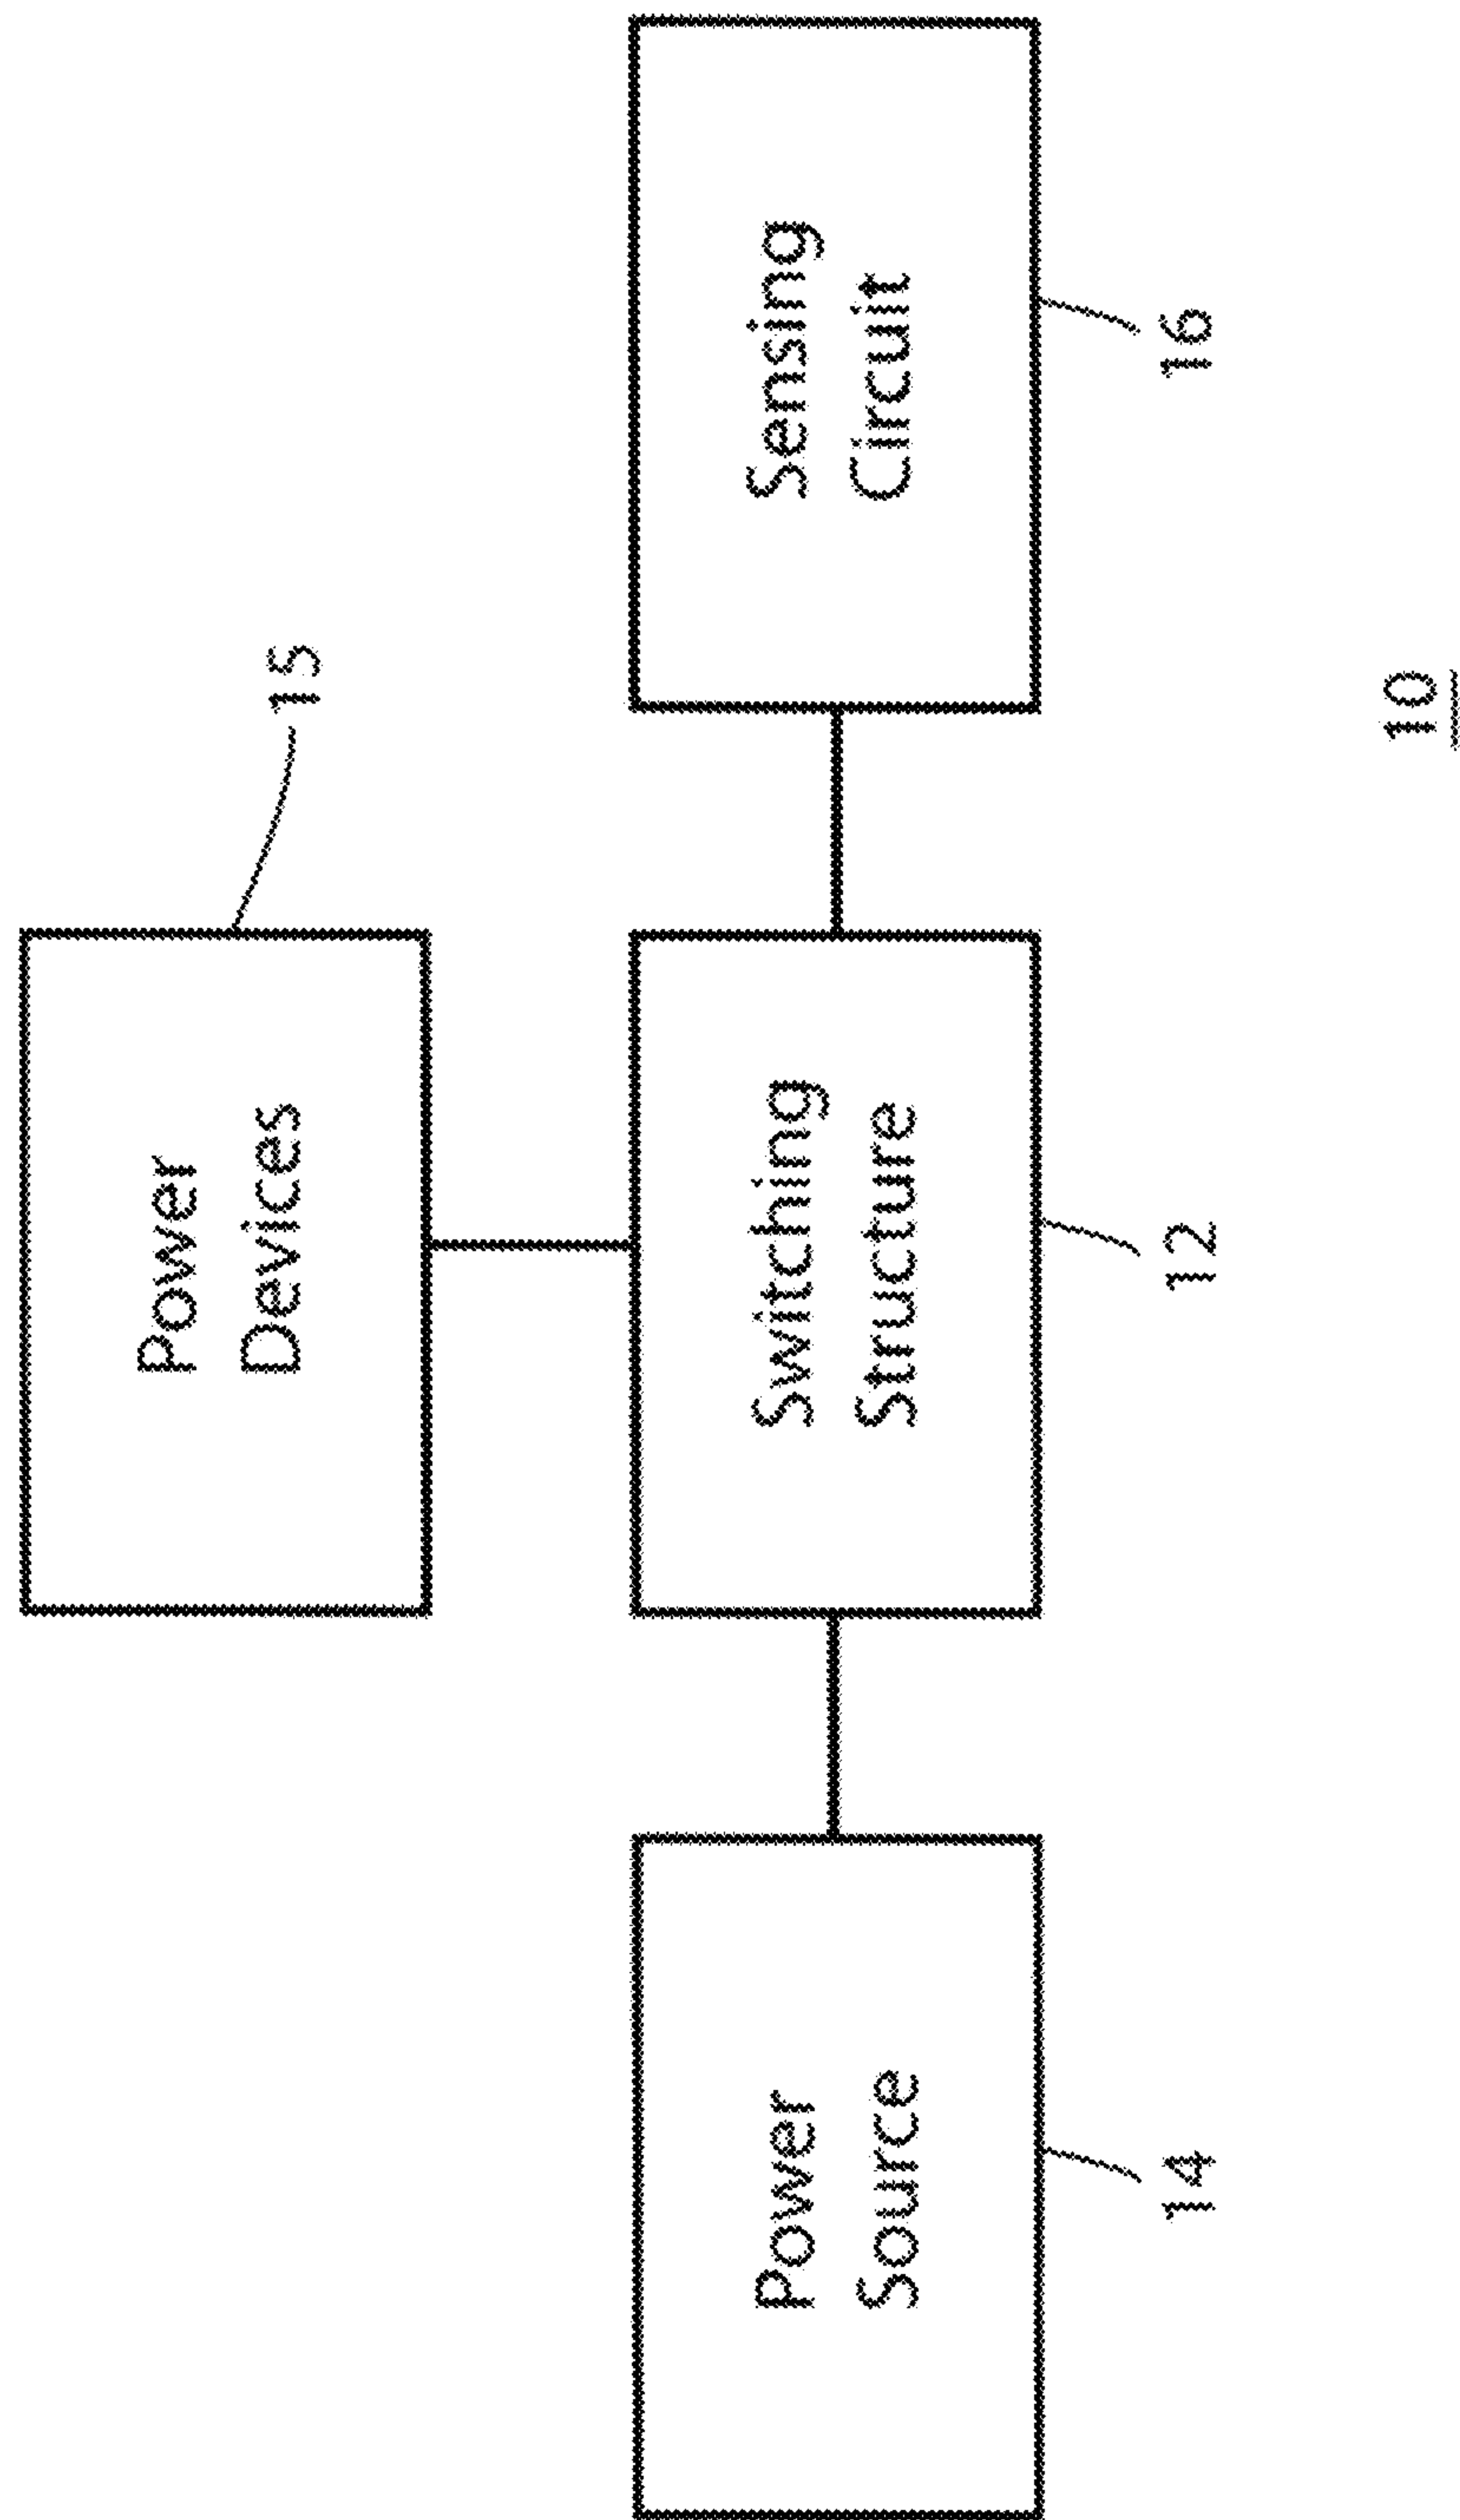 Power
Devices
15
Power
Source
14
Switching
Structure
12
Sensing
Circuit
16
10